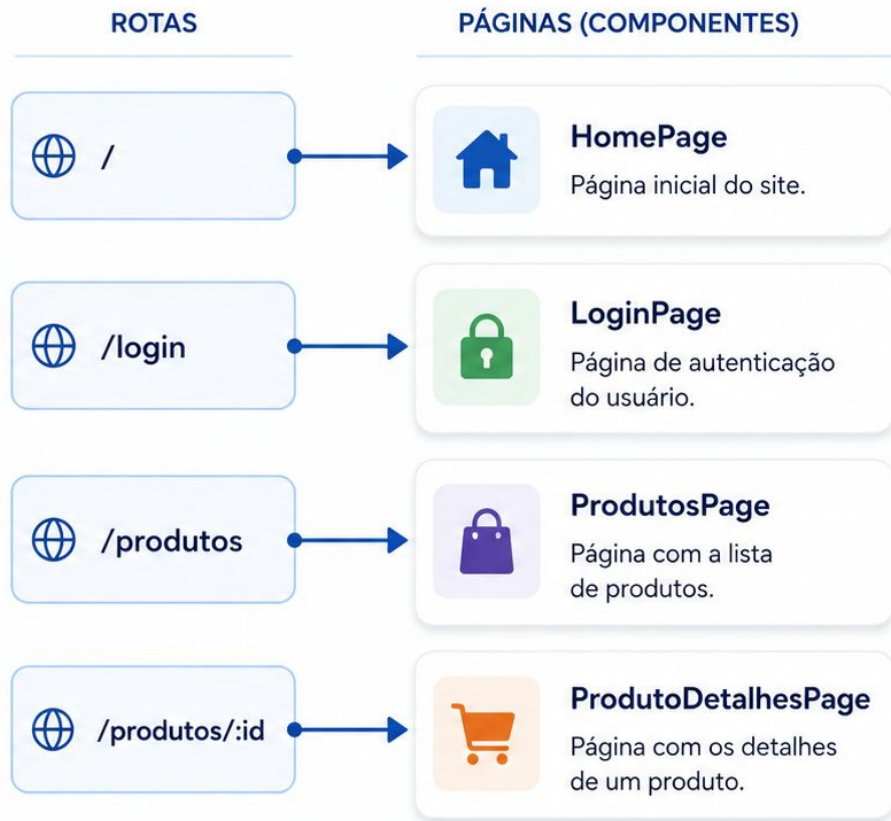 ROTAS
PÁGINAS (COMPONENTES)
/
HomePage
Página inicial do site.
/login
LoginPage
Página de autenticação
do usuário.
/produtos
ProdutosPage
Página com a lista
de produtos.
/produtos/:id
ProdutoDetalhesPage
Página com os detalhes
de um produto.